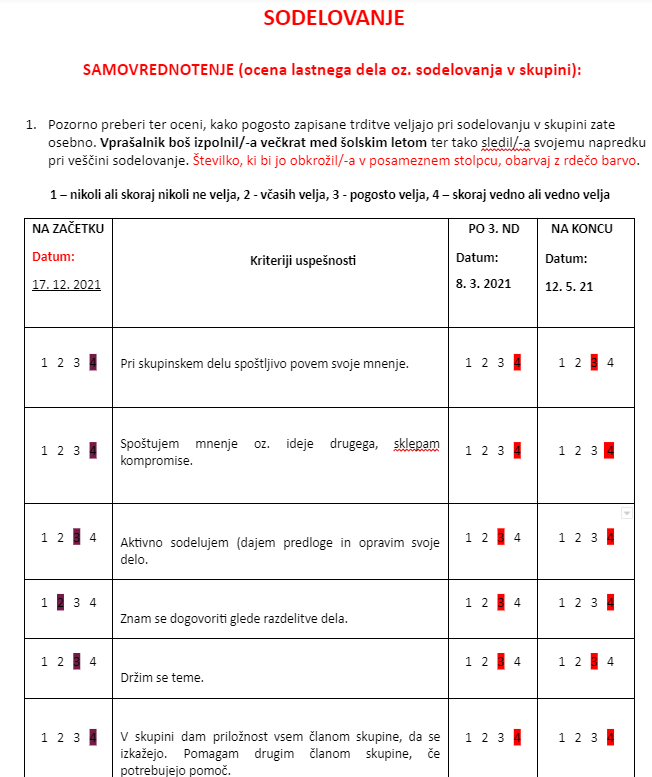 SODELOVANJE
SAMOVREDNOTENJE (ocena lastnega dela oz. sodelovanja v skupini):
1. Pozorno preberi ter oceni, kako pogosto zapisane trditve veljajo pri sodelovanju v skupini zate
osebno. Vprašalnik boš izpolnil/-a večkrat med šolskim letom ter tako sledil/-a svojemu napredku
pri veščini sodelovanje. Številko, ki bi jo obkrožil/-a v posameznem stolpcu, obarvaj z rdečo barvo.
1 – nikoli ali skoraj nikoli ne velja, 2 - včasih velja, 3 - pogosto velja, 4 – skoraj vedno ali vedno velja
NA ZAČETKU
Datum:
17. 12. 2021
Kriteriji uspešnosti
PO 3. ND
Datum:
8. 3. 2021
NA KONCU
Datum:
12. 5. 21
1 2 3 4
Pri skupinskem delu spoštljivo povem svoje mnenje.
1 2 3 4
1 2 3 4
1 2 3 4
Spoštujem mnenje oz. ideje drugega, sklepam
kompromise.
1 2 3 4
1 2 3 4
1 2 3 4
Aktivno sodelujem (dajem predloge in opravim svoje
delo.
1 2 3 4
1 2 3 4
1 2 3 4
Znam se dogovoriti glede razdelitve dela.
1 2 3 4
1 2 3 4
1 2 3 4
Držim se teme.
1 2 3 4
1 2 3 4
1 2 3 4
V skupini dam priložnost vsem članom skupine, da se
izkažejo. Pomagam drugim članom skupine, če
potrebujejo pomoč.
1 2 3 4
1 2 3 4